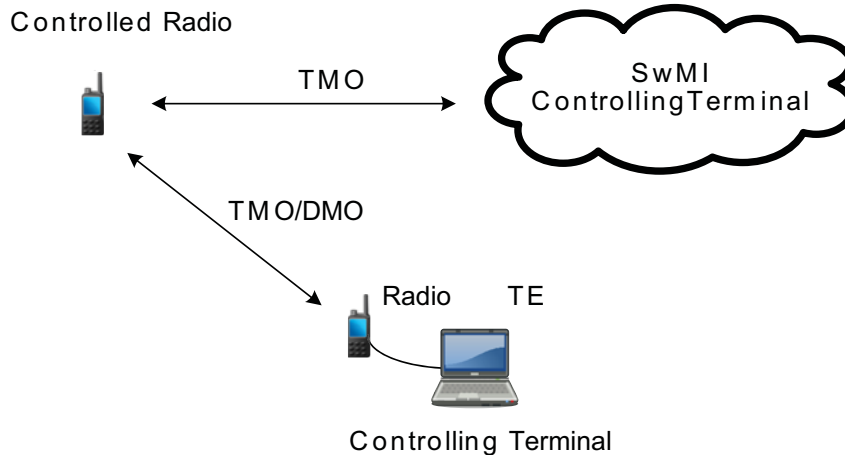 Controlled Radio
TMO
SwMI
ControllingTerminal
TMO/DMO
Radio TE
Controlling Terminal